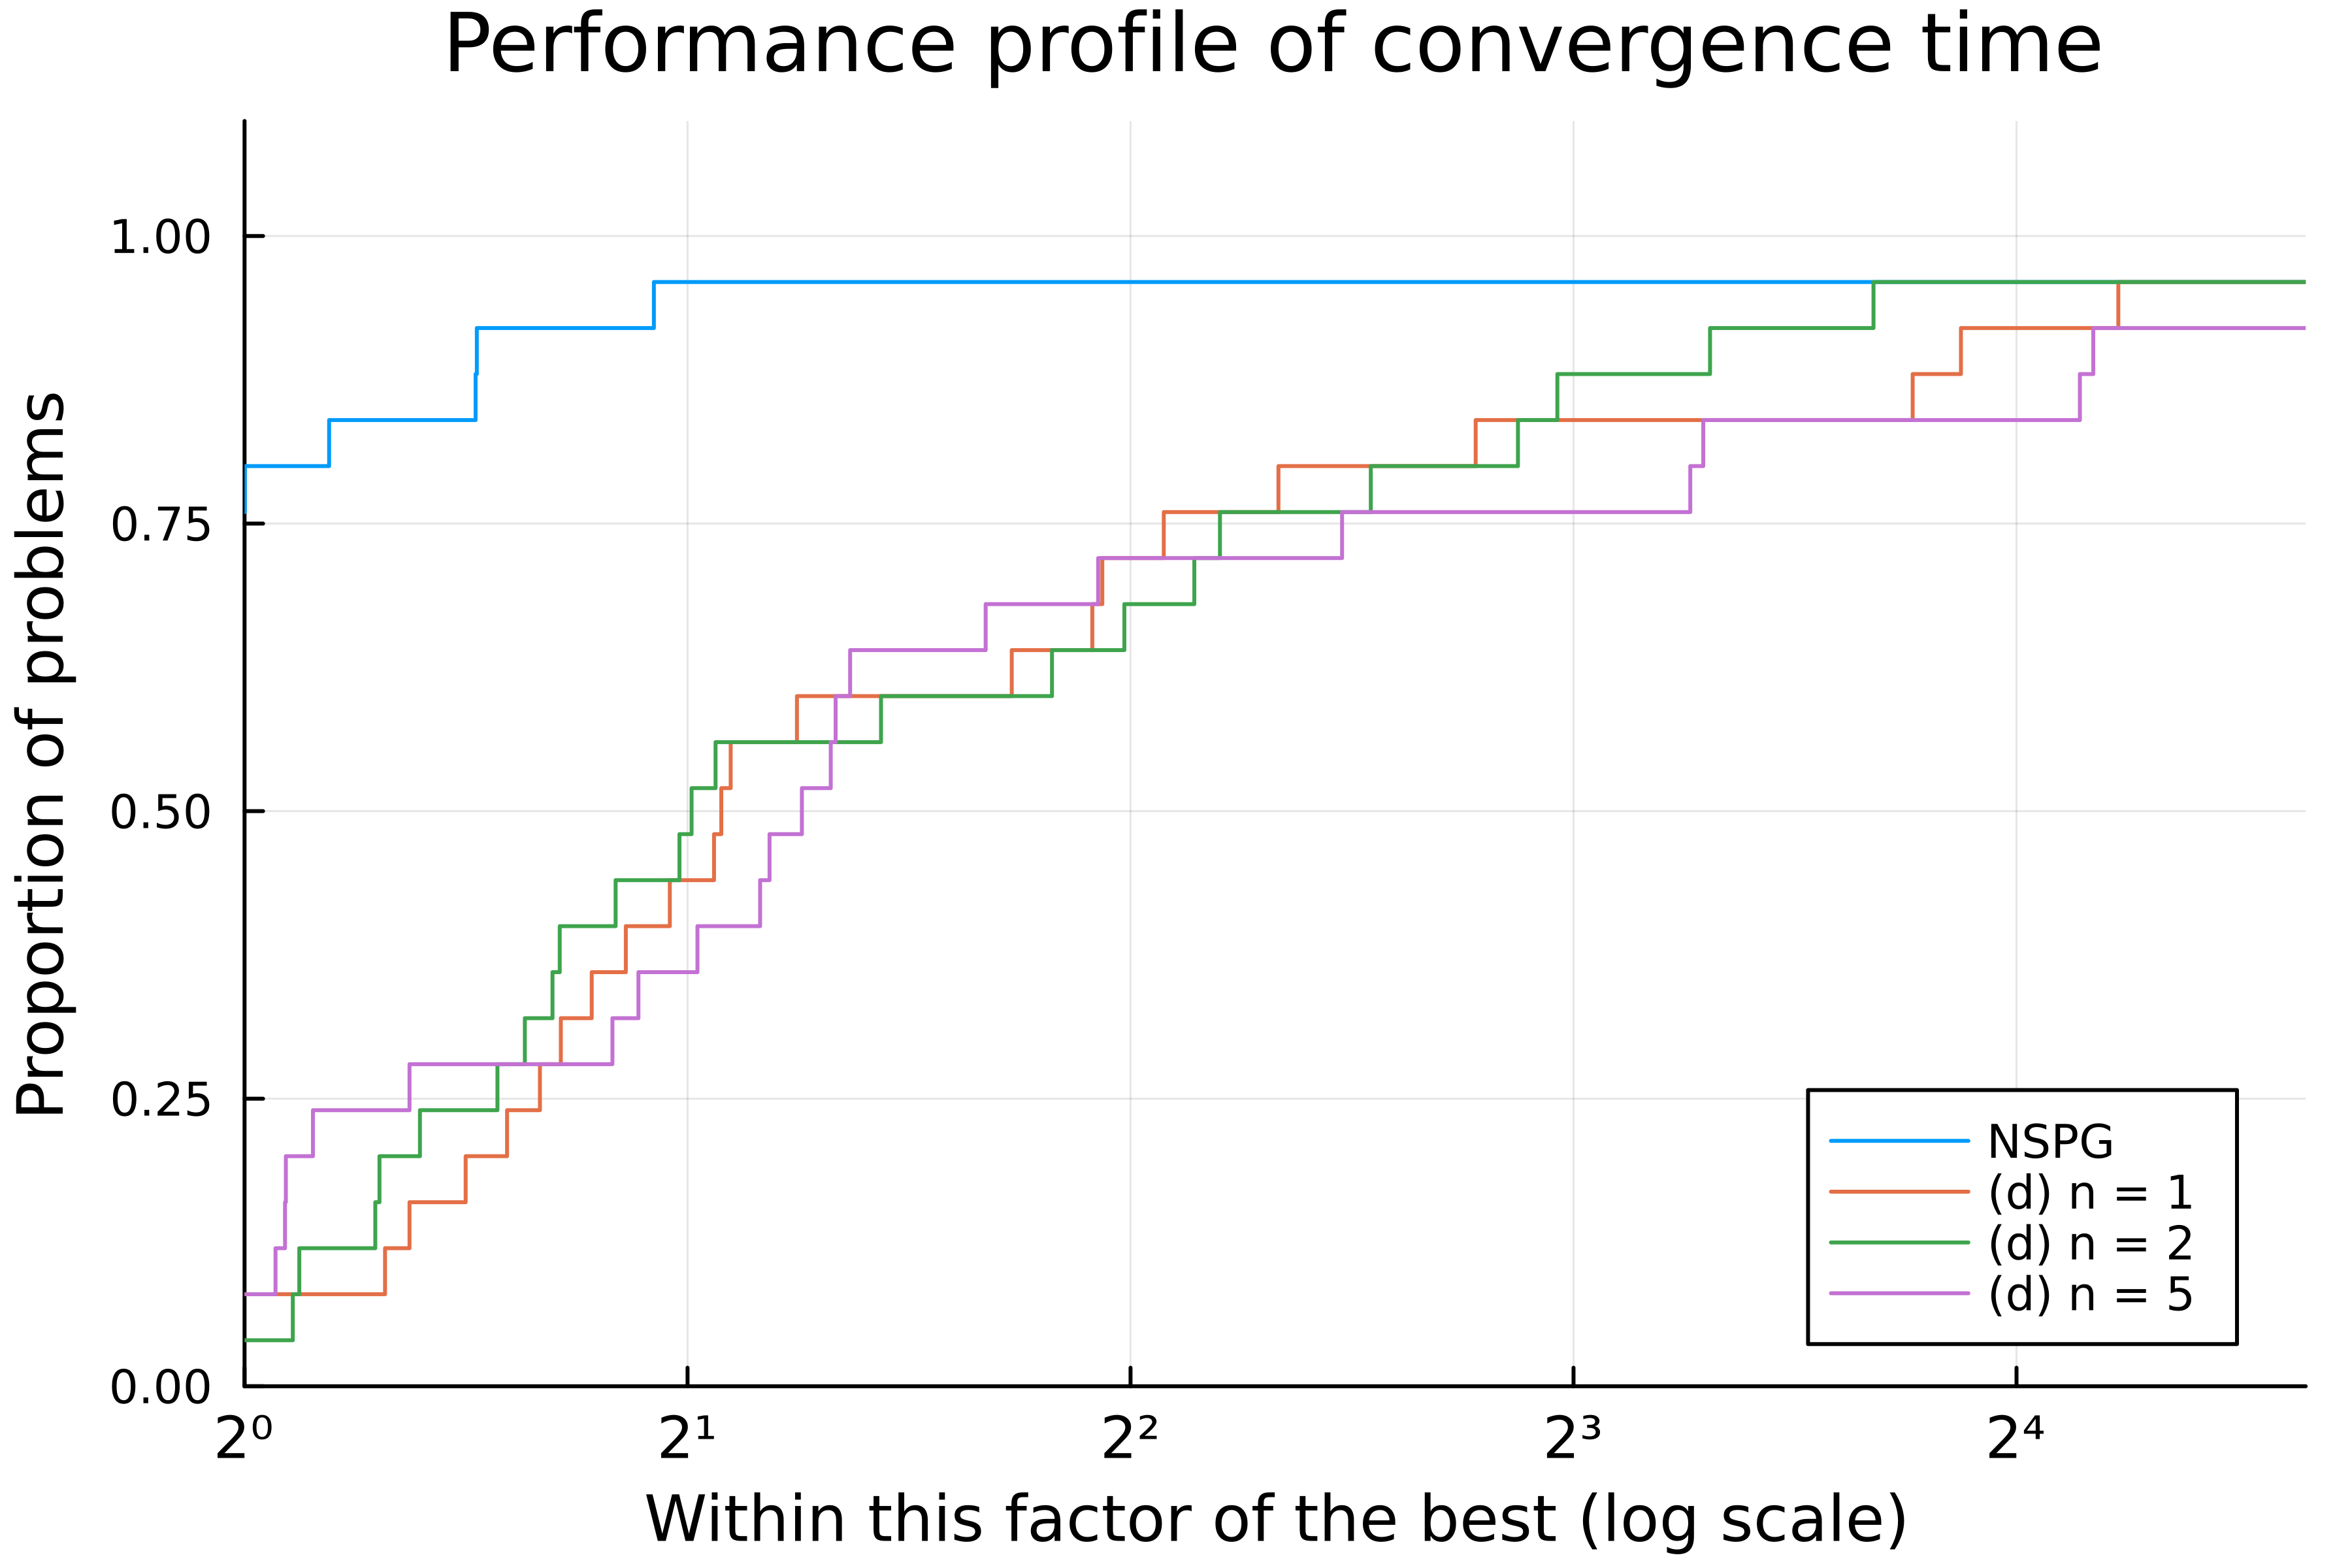 Performance profile of convergence time
Proportion of problems
1.00
0.75
0.50
0.25
0.00
2⁰ 2¹ 2² 2³ 2⁴
Within this factor of the best (log scale)
NSPG
(d) n = 1
(d) n = 2
(d) n = 5